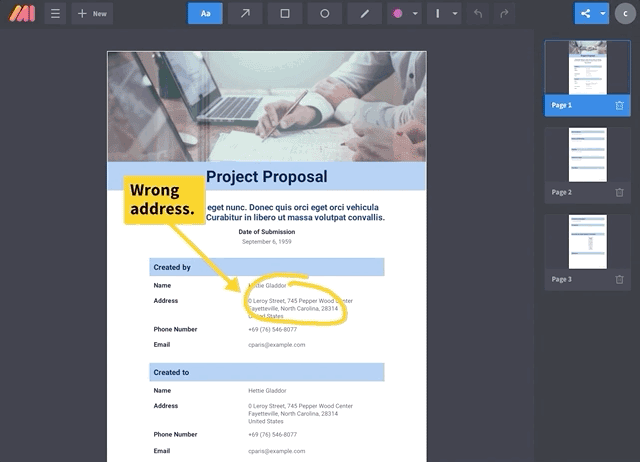 New
Aa
C
Project Proposal
Wrong
address.
eget nunc. Donec quis orci eget orci vehicula
Curabitur in libero ut massa volutpat convallis.
Date of Submission
September 6, 1959
Created by
Name Hettie Gladdor
Address 0 Leroy Street, 745 Pepper Wood Center
Fayetteville, North Carolina, 28314
United States
Phone Number +69 (76) 546-8077
Email cparis@example.com
Created to
Name Hettie Gladdor
Address 0 Leroy Street, 745 Pepper Wood Center
Fayetteville, North Carolina, 28314
United States
Phone Number +69 (76) 546-8077
Email cparis@example.com
Page 1
Page 2
Page 3